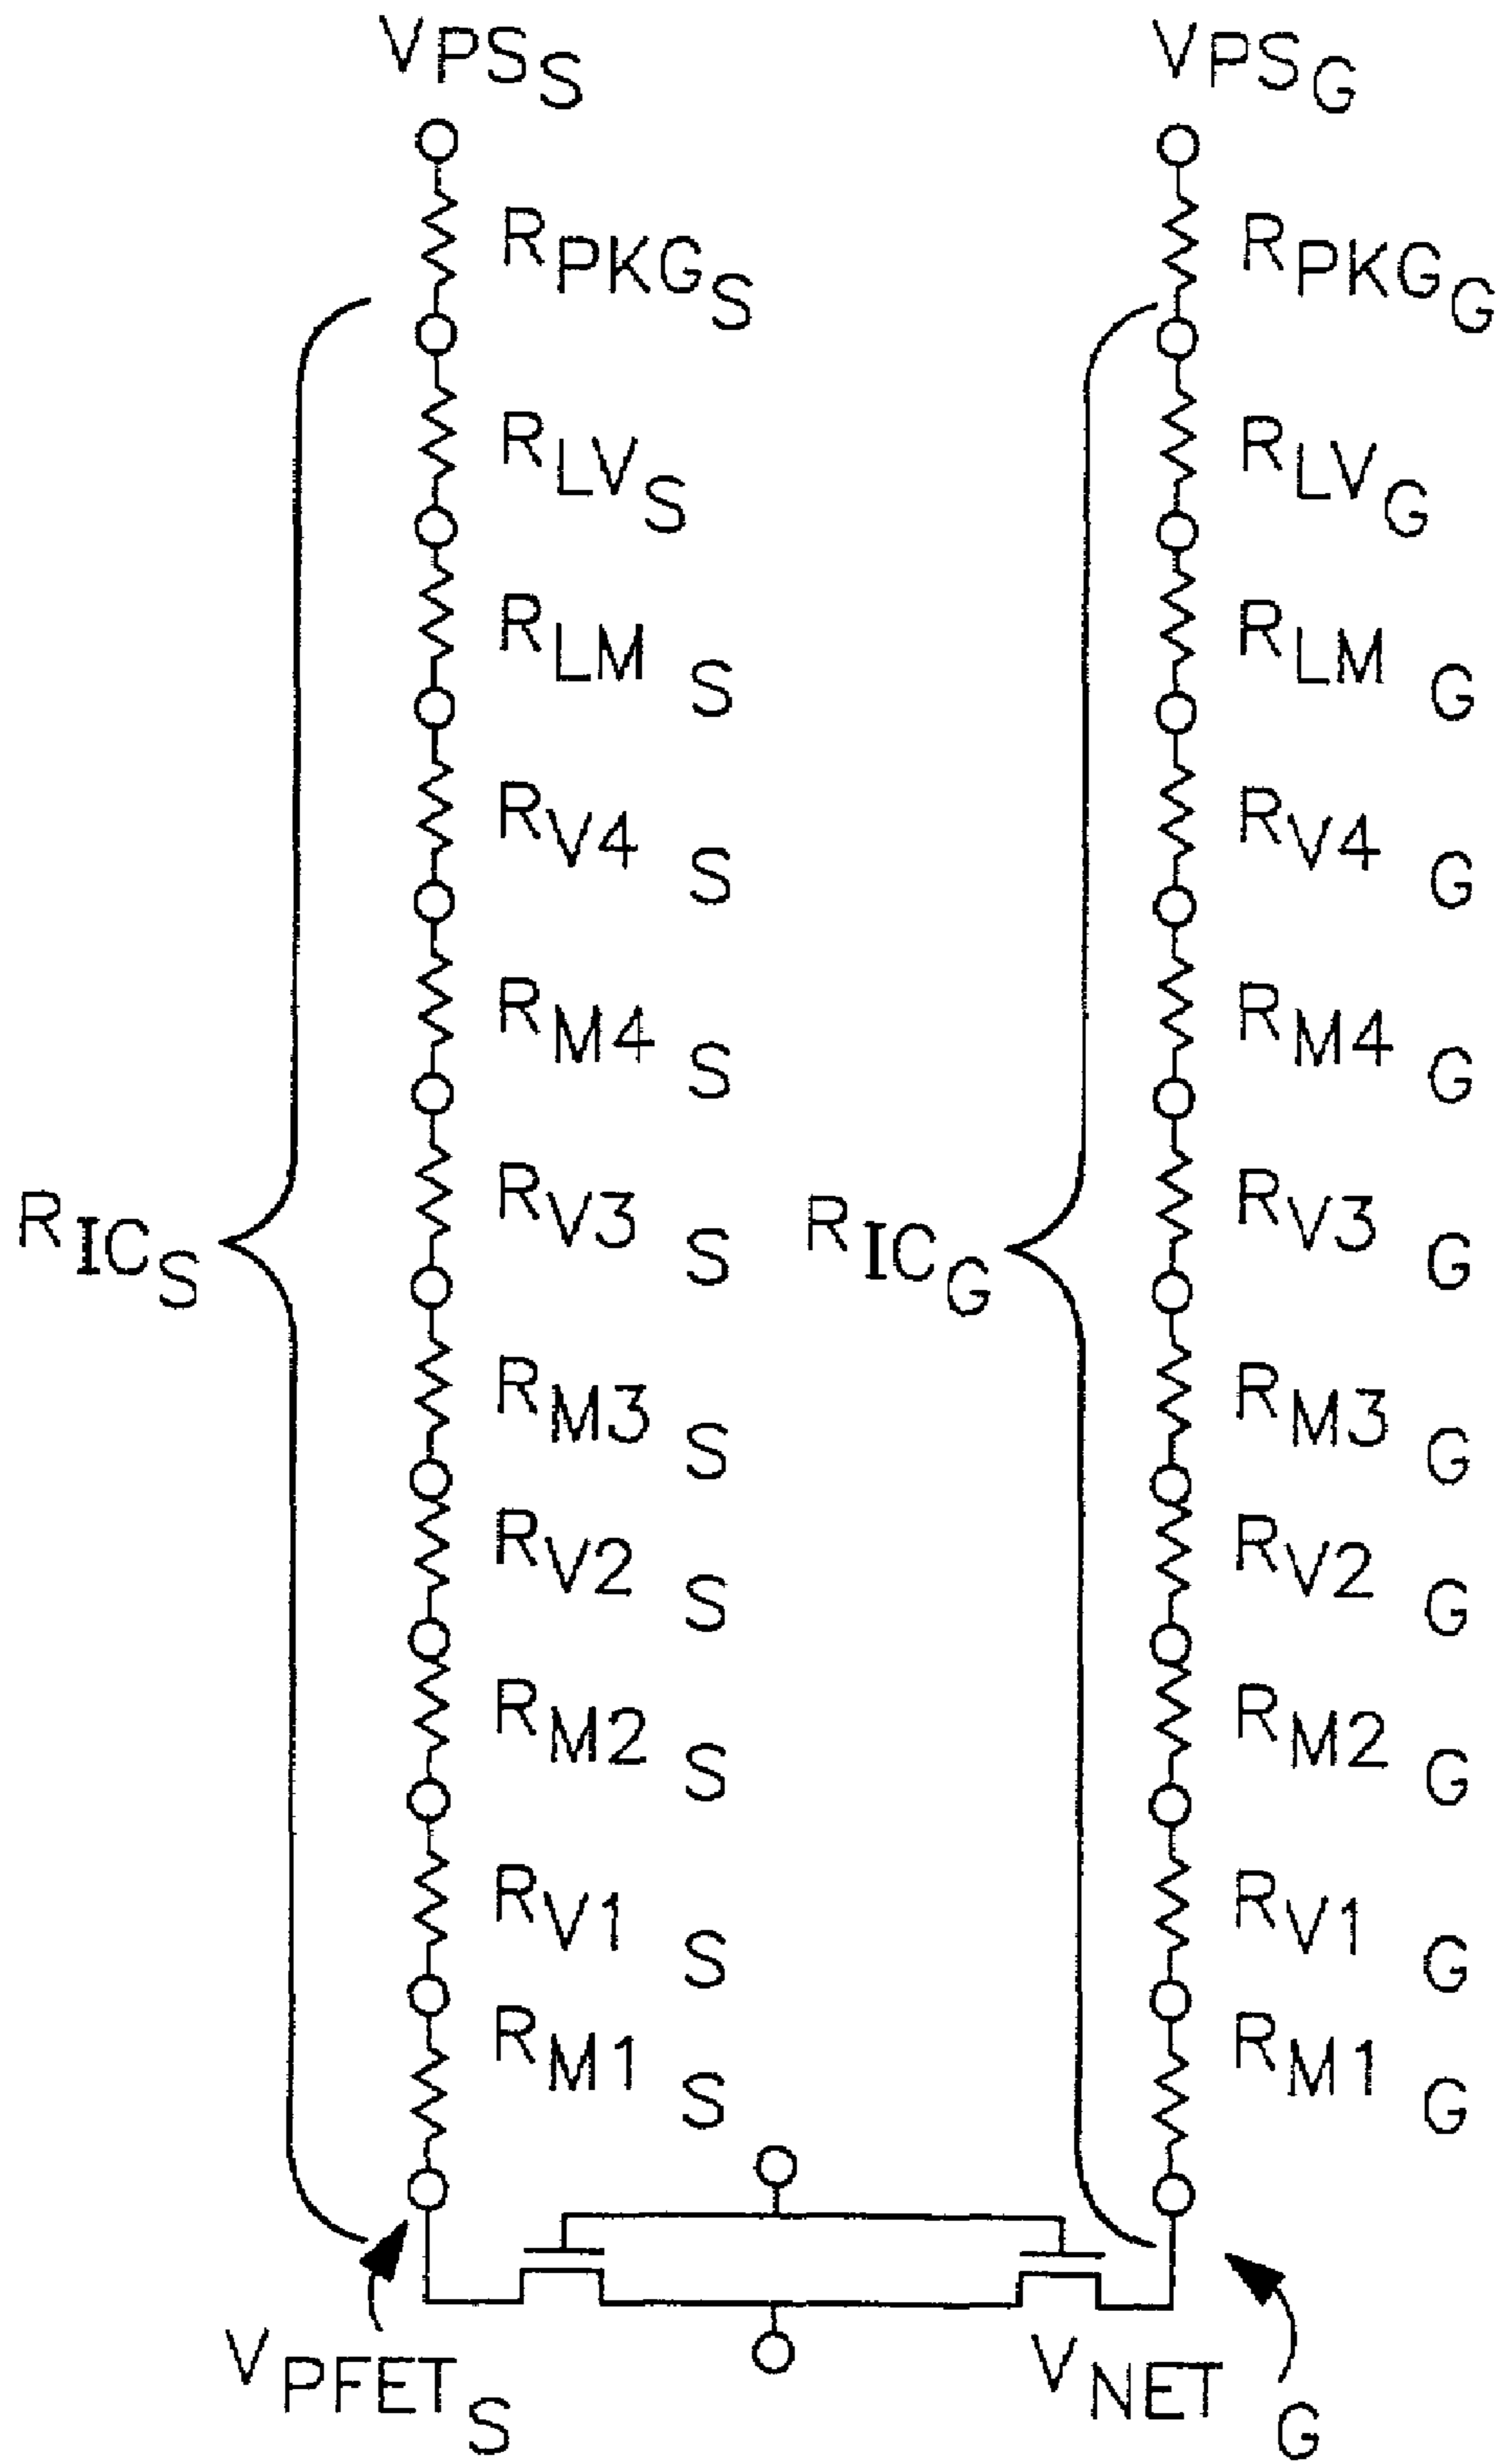 VPSS VPSG
RPKGS RPKGG
RLVS RLVG
RLM S RLM G
RV4 S RV4 G
RM4 S RM4 G
RV3 S RV3 G
RICS RICG
RM3 S RM3 G
RV2 S RV2 G
RM2 S RM2 G
RV1 S RV1 G
RM1 S RM1 G
VPFETS VNET G